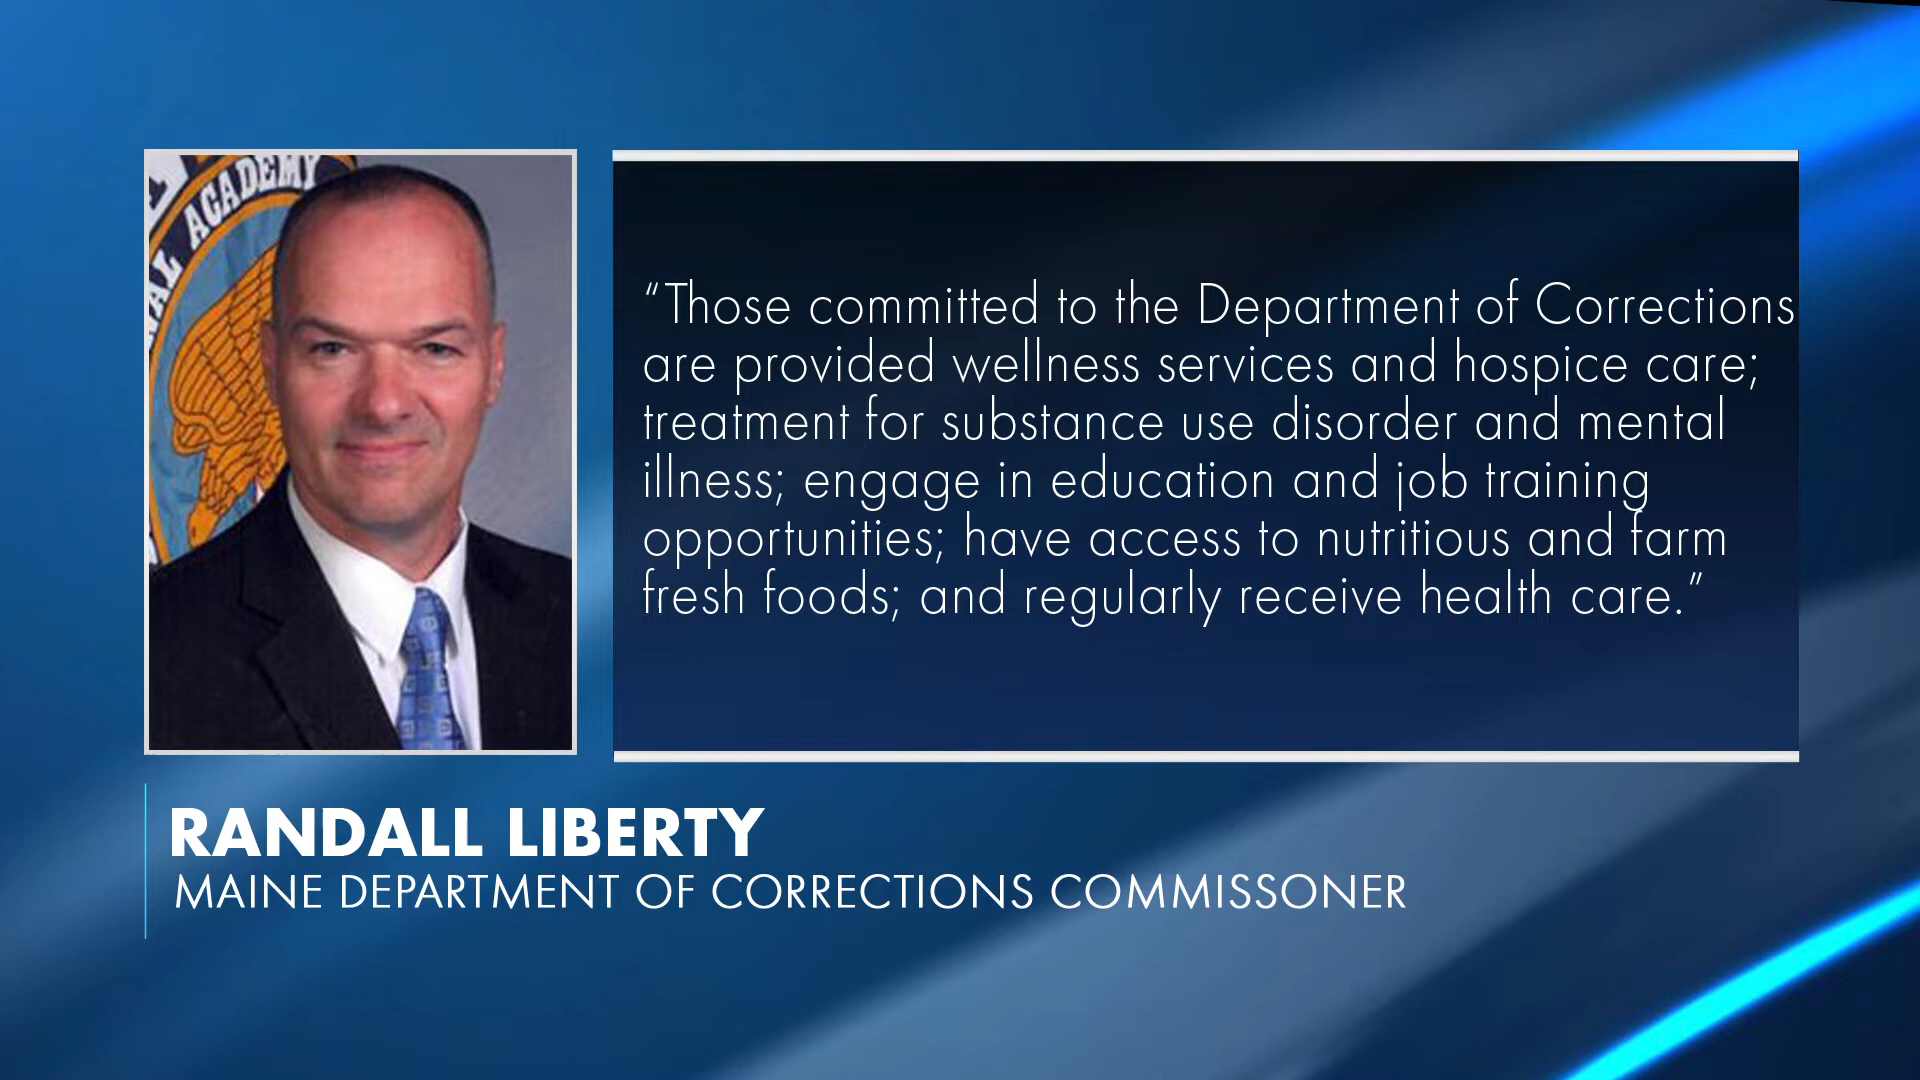 NAL ACADEMY
“Those committed to the Department of Corrections
are provided wellness services and hospice care;
treatment for substance use disorder and mental
illness; engage in education and job training
opportunities; have access to nutritious and farm
fresh foods; and regularly receive health care.”
RANDALL LIBERTY
MAINE DEPARTMENT OF CORRECTIONS COMMISSONER